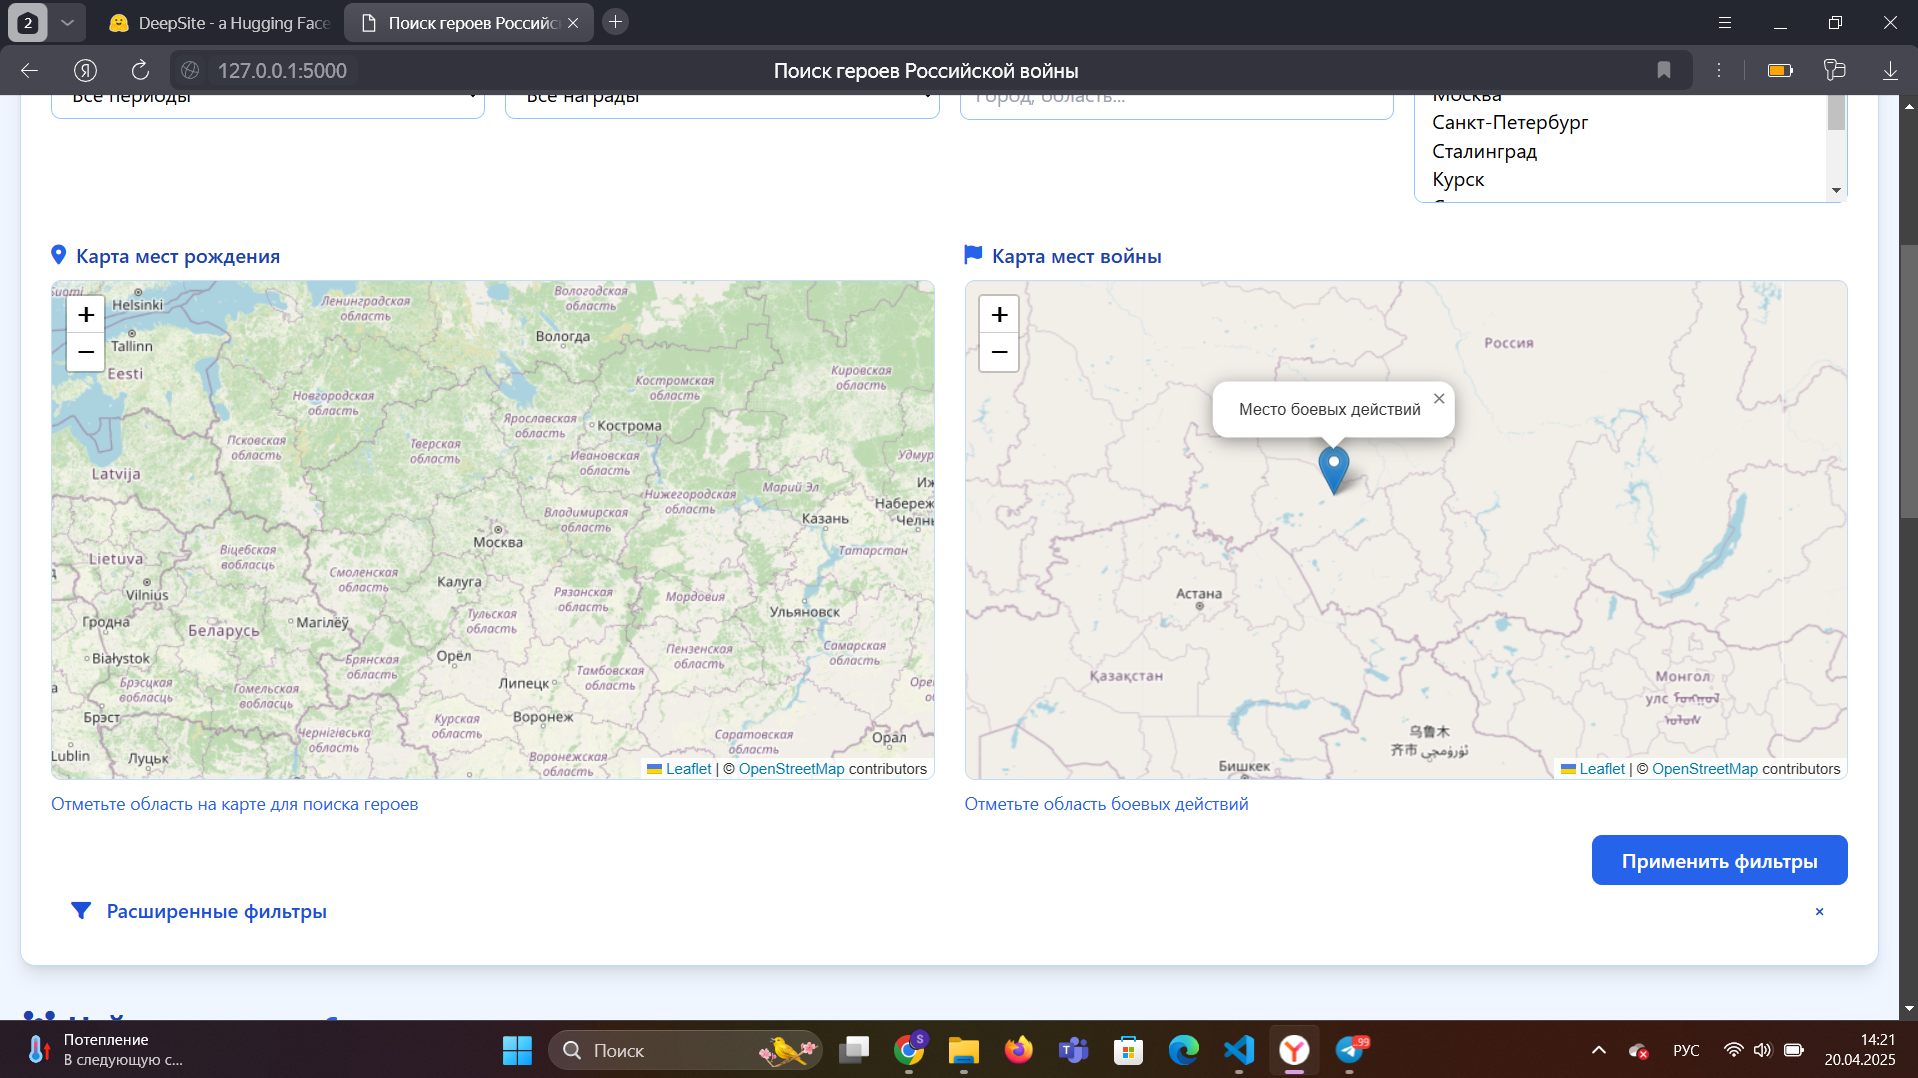 2
DeepSite - a Hugging Face
Поиск героев Российс
127.0.0.1:5000
Поиск героев Российской войны
Все периоды
Все награды
Город, область...
Москва
Санкт-Петербург
Сталинград
Курск
Карта мест рождения
+
−
Helsinki
Ленинградская область
Вологодская область
Вологда
Tallinn
Eesti
Новгородская область
Костромская область
Кировская область
Ярославская область
Кострома
Псковская область
Тверская область
Ивановская область
Удмур
Latvija
Нижегородская область
Марий Эл
Иж
Набереж
Челн
Владимирская область
Казань
Москва
Lietuva
Віцебская вобласць
Татарстан
Смоленская область
Калуга
Vilnius
Рязанская область
Мордовия
Ульяновск
Тульская область
Гродна
Беларусь
Магілёў
Białystok
Брянская область
Орёл
Пензенская область
Самарская область
Тамбовская область
Липецк
Брэсцкая вобласць
Гомельская вобласць
Брэст
Курская область
Воронеж
Чернігівська область
Саратовская область
Орал
Lublin
Луцьк
Воронежская область
Leaflet | © OpenStreetMap contributors
Отметьте область на карте для поиска героев
Карта мест войны
+
−
Россия
Место боевых действий
×
Астана
Қазақстан
Монгол
улс
乌鲁木
齐市 ئۈرۈمچى
Бишкек
Leaflet | © OpenStreetMap contributors
Отметьте область боевых действий
Применить фильтры
Расширенные фильтры
×
Потепление
В следующую с...
Поиск
S
99
РУС
14:21
20.04.2025